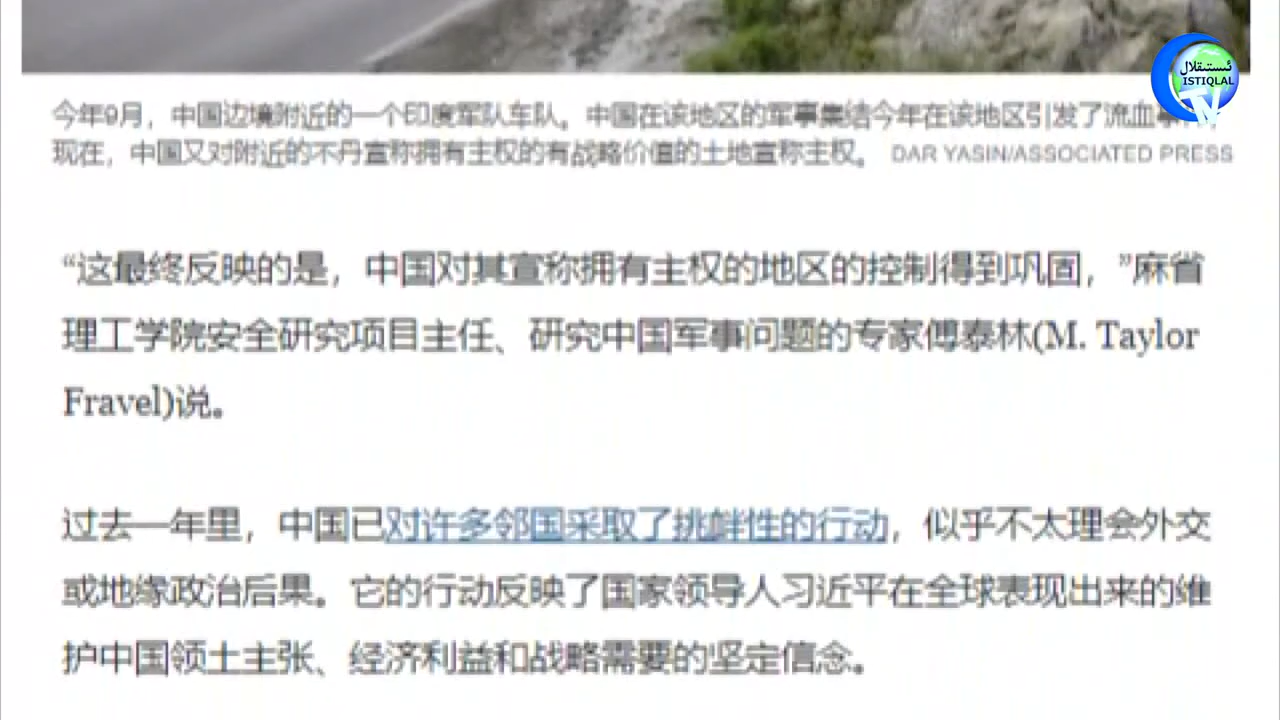 ئىستىقلال
ISTIQLAL
TV
今年9月，中国边境附近的一个印度军队车队。中国在该地区的军事集结今年在该地区引发了流血事
现在，中国又对附近的不丹宣称拥有主权的有战略价值的土地宣称主权。 DAR YASIN/ASSOCIATED PRESS
“这最终反映的是，中国对其宣称拥有主权的地区的控制得到巩固，”麻省
理工学院安全研究项目主任、研究中国军事问题的专家傅泰林(M. Taylor
Fravel)说。
过去一年里，中国已对许多邻国采取了挑衅性的行动，似乎不太理会外交
或地缘政治后果。它的行动反映了国家领导人习近平在全球表现出来的维
护中国领土主张、经济利益和战略需要的坚定信念。